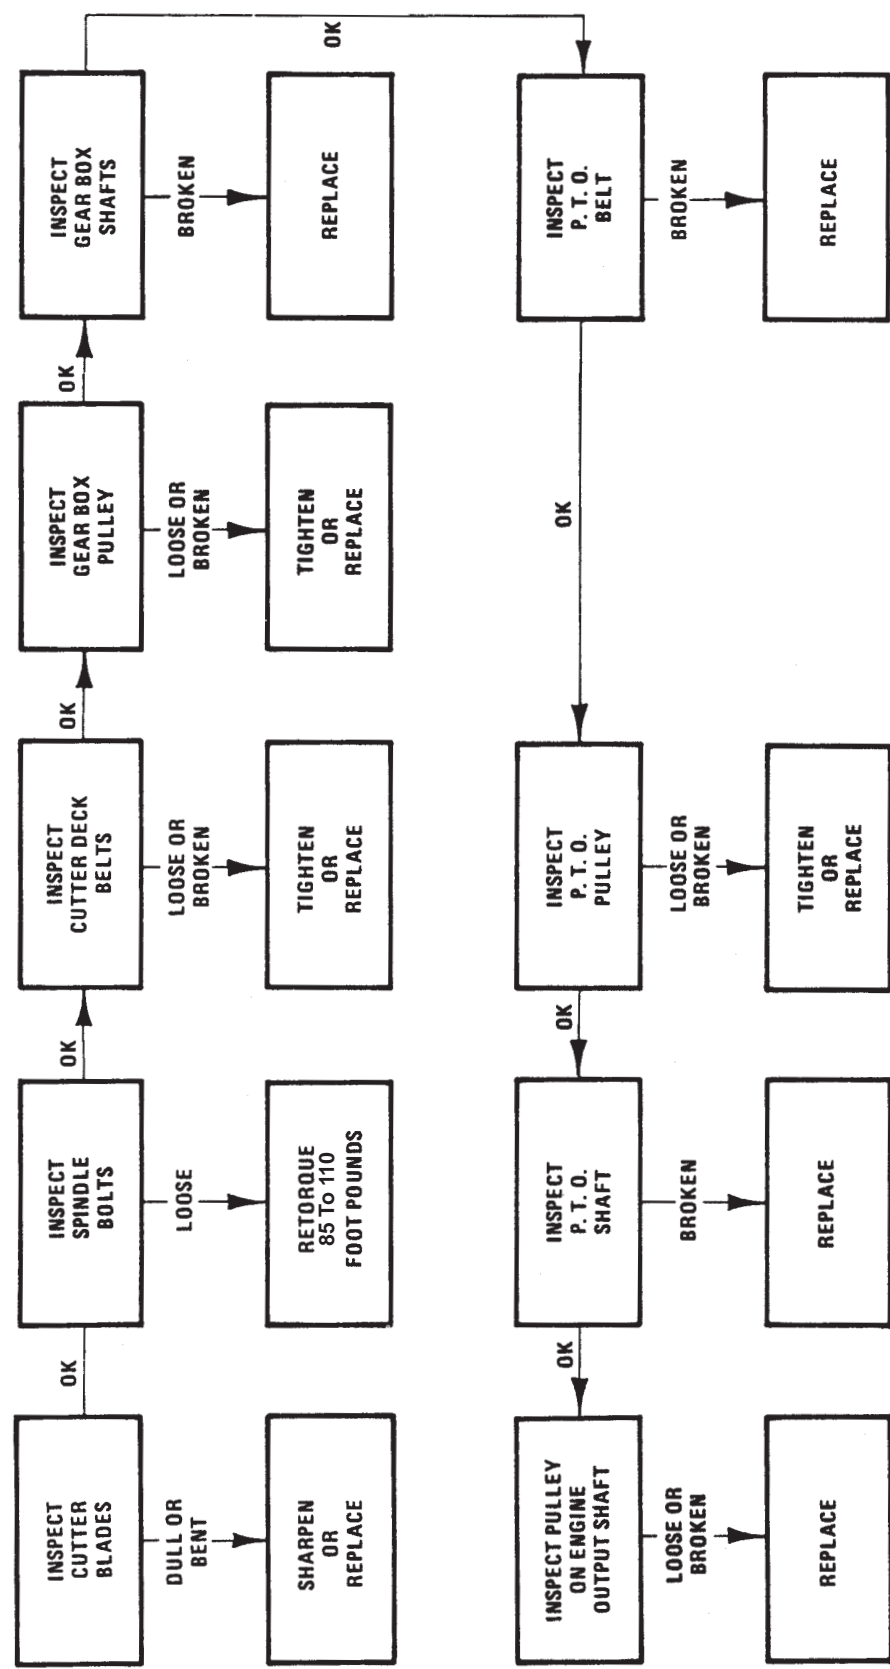 INSPECT
CUTTER
BLADES
DULL OR
BENT
SHARPEN
OR
REPLACE
OK
INSPECT
SPINDLE
BOLTS
LOOSE
RETORQUE
85 To 110
FOOT POUNDS
OK
INSPECT
CUTTER DECK
BELTS
LOOSE OR
BROKEN
TIGHTEN
OR
REPLACE
OK
INSPECT
GEAR BOX
PULLEY
LOOSE OR
BROKEN
TIGHTEN
OR
REPLACE
OK
INSPECT
GEAR BOX
SHAFTS
BROKEN
REPLACE
OK
INSPECT
P. T. O.
BELT
BROKEN
REPLACE
OK
INSPECT
P. T. O.
PULLEY
LOOSE OR
BROKEN
TIGHTEN
OR
REPLACE
OK
INSPECT
P. T. O.
SHAFT
BROKEN
REPLACE
OK
INSPECT PULLEY
ON ENGINE
OUTPUT SHAFT
LOOSE OR
BROKEN
REPLACE